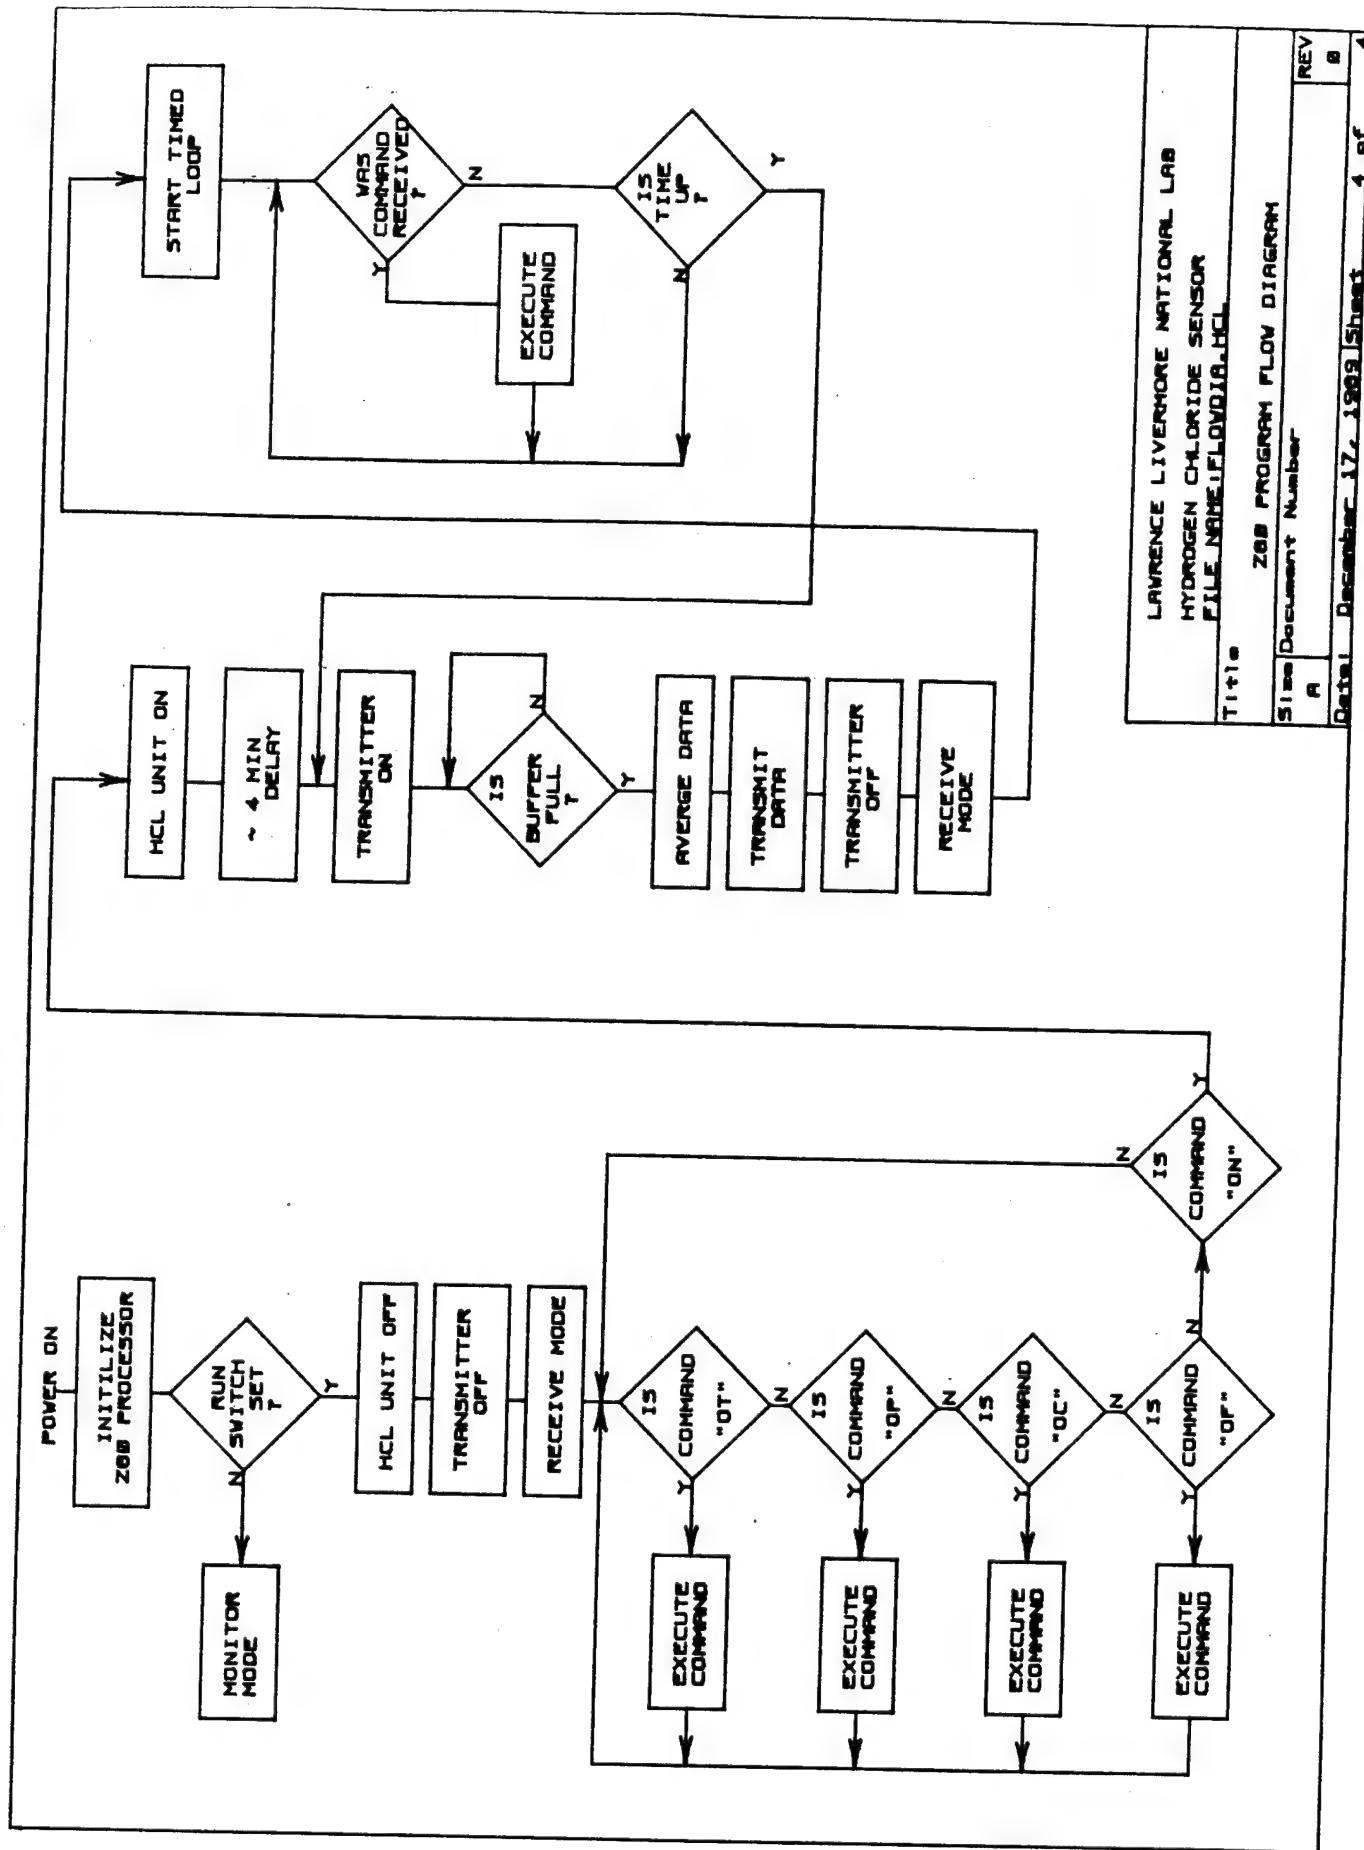 POWER ON
INITILIZE
Z80 PROCESSOR
RUN
SWITCH
SET
?
N
Y
MONITOR
MODE
HCL UNIT OFF
TRANSMITTER
OFF
RECEIVE MODE
IS
COMMAND
"OT"
Y
N
EXECUTE
COMMAND
IS
COMMAND
"OP"
Y
N
EXECUTE
COMMAND
IS
COMMAND
"OC"
Y
N
EXECUTE
COMMAND
IS
COMMAND
"OF"
Y
N
EXECUTE
COMMAND
IS
COMMAND
"ON"
N
Y
HCL UNIT ON
~ 4 MIN
DELAY
TRANSMITTER
ON
IS
BUFFER
FULL
?
N
Y
AVERGE DATA
TRANSMIT
DATA
TRANSMITTER
OFF
RECEIVE
MODE
START TIMED
LOOP
WAS
COMMAND
RECEIVED
?
Y
N
EXECUTE
COMMAND
IS
TIME
UP
?
N
Y
LAWRENCE LIVERMORE NATIONAL LAB
HYDROGEN CHLORIDE SENSOR
FILE NAME:FLOWDIA.HCL
Title
Z80 PROGRAM FLOW DIAGRAM
Size Document Number REV
A 0
Date: December 17, 1989 Sheet 4 of 4